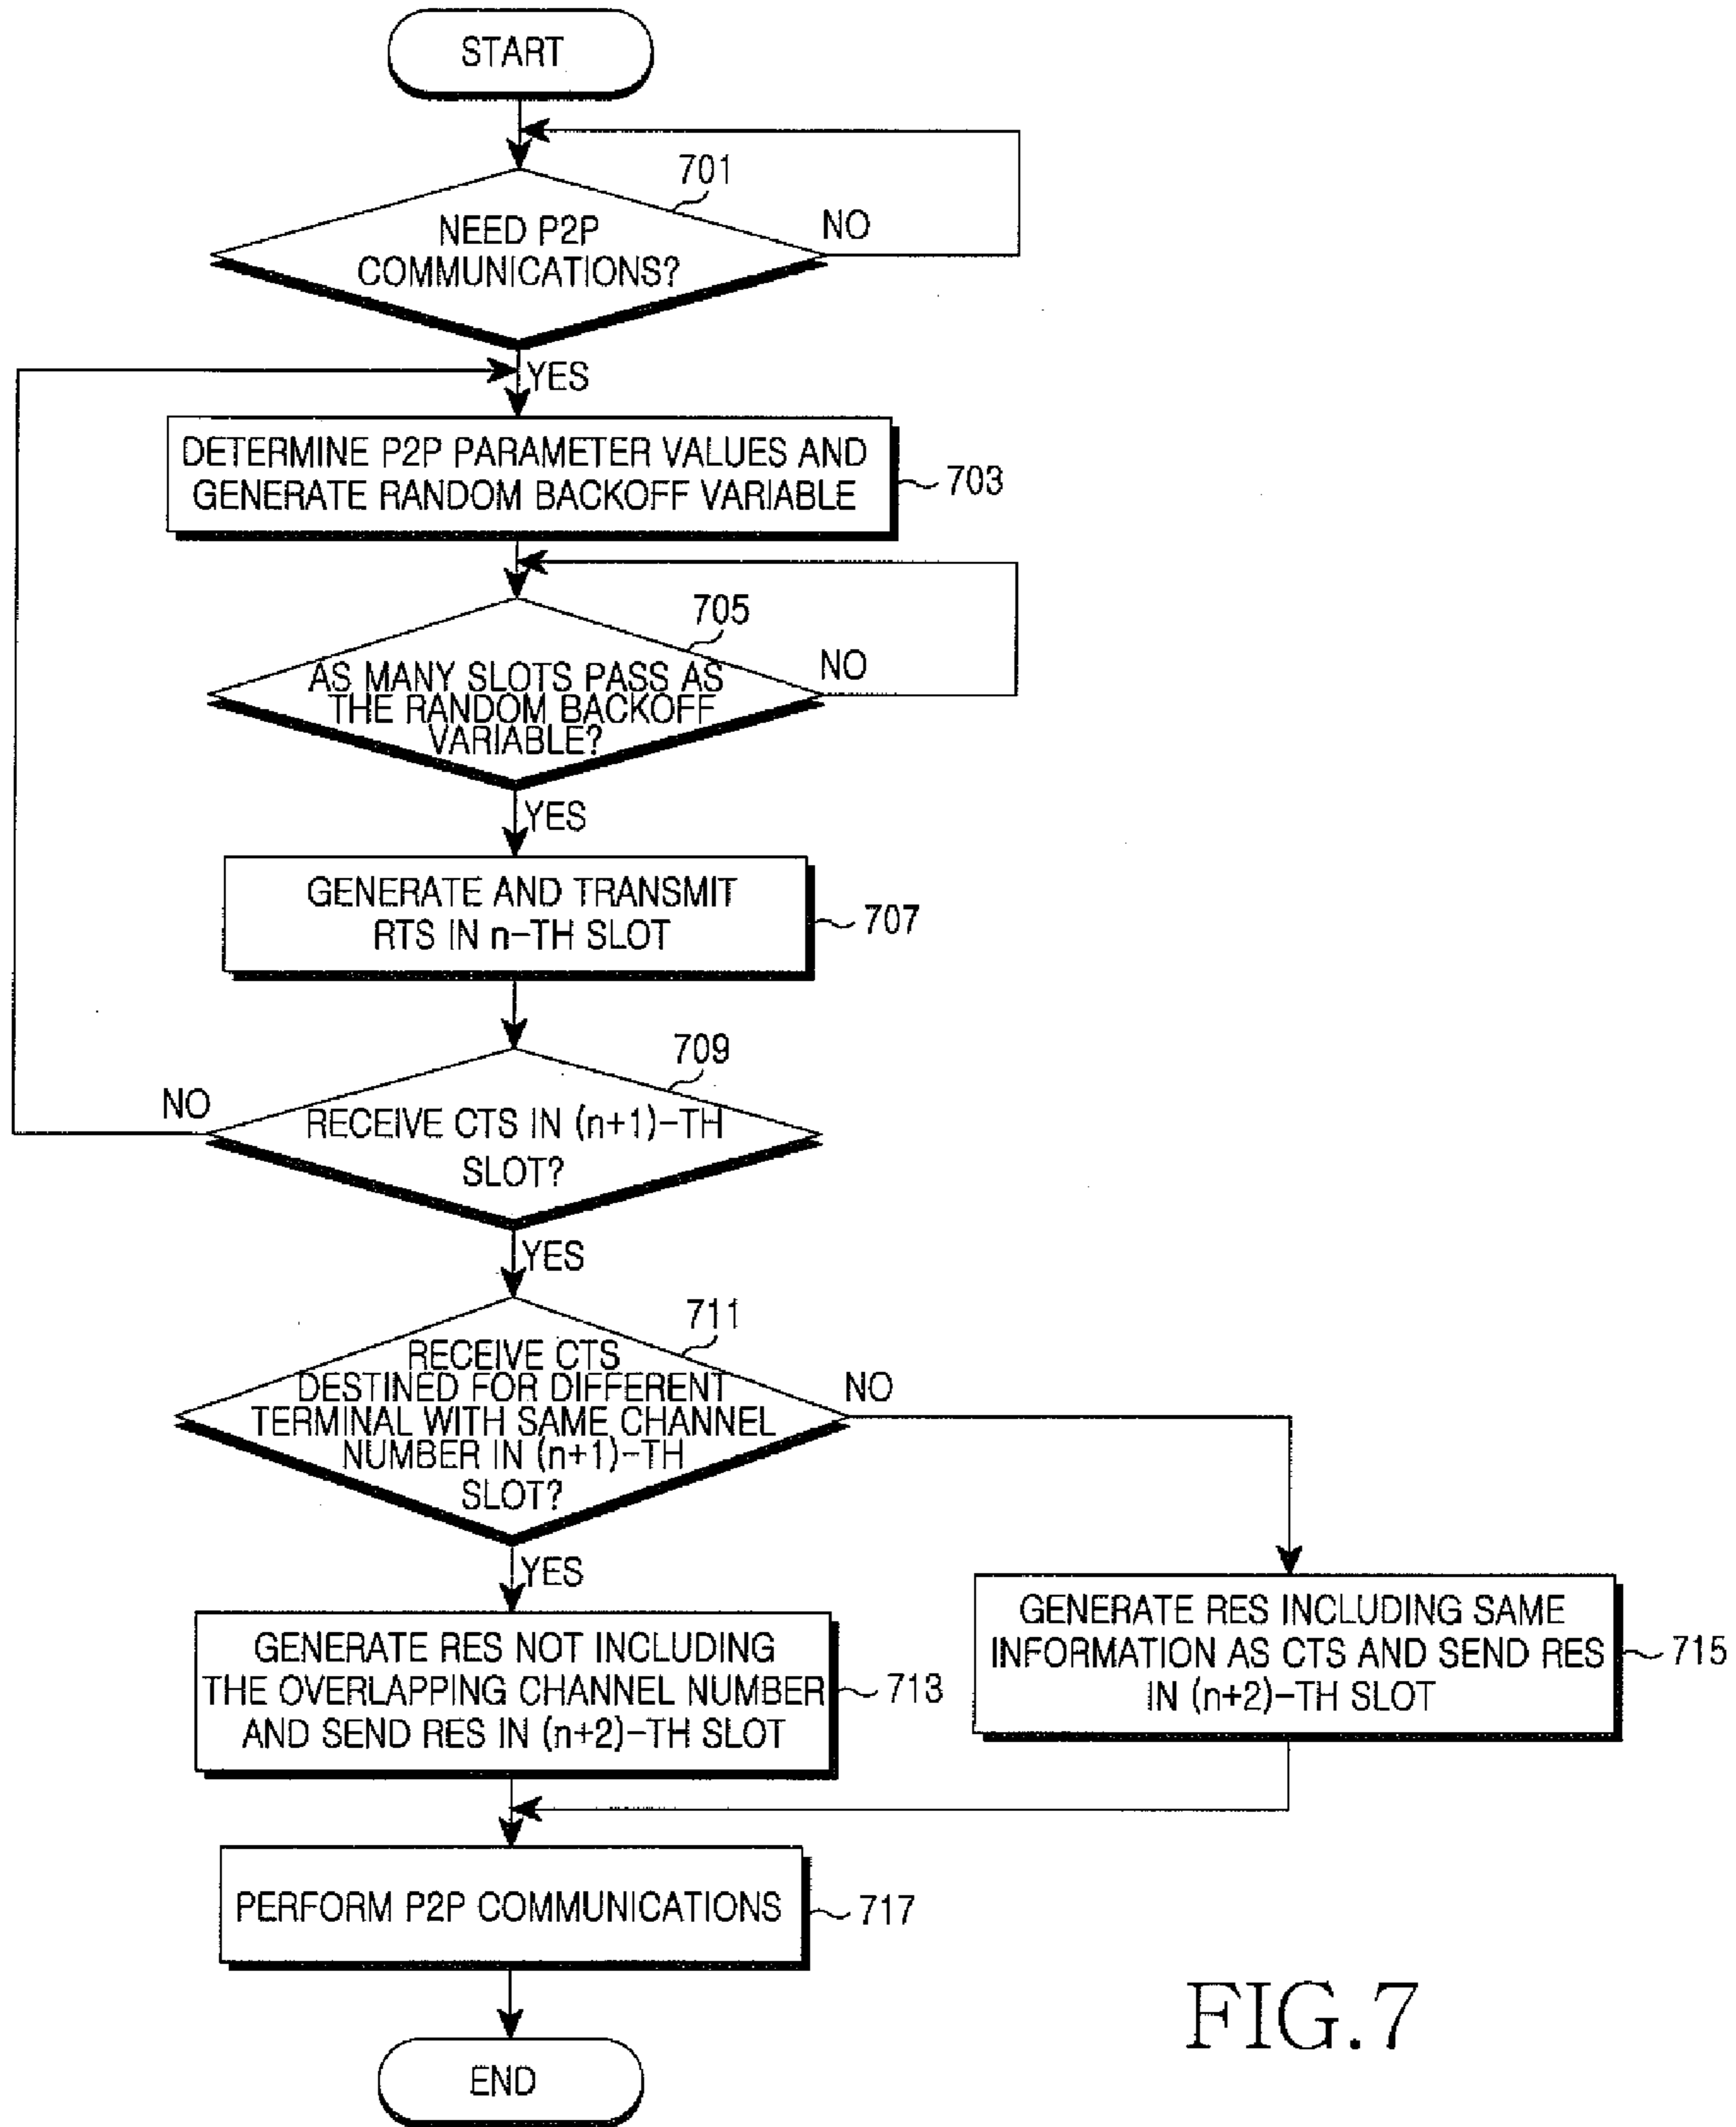 START
701
NEED P2P
COMMUNICATIONS?
NO
YES
DETERMINE P2P PARAMETER VALUES AND
GENERATE RANDOM BACKOFF VARIABLE
703
705
AS MANY SLOTS PASS AS
THE RANDOM BACKOFF
VARIABLE?
NO
YES
GENERATE AND TRANSMIT
RTS IN n-TH SLOT
707
709
RECEIVE CTS IN (n+1)-TH
SLOT?
NO
YES
711
RECEIVE CTS
DESTINED FOR DIFFERENT
TERMINAL WITH SAME CHANNEL
NUMBER IN (n+1)-TH
SLOT?
NO
YES
GENERATE RES NOT INCLUDING
THE OVERLAPPING CHANNEL NUMBER
AND SEND RES IN (n+2)-TH SLOT
713
GENERATE RES INCLUDING SAME
INFORMATION AS CTS AND SEND RES
IN (n+2)-TH SLOT
715
PERFORM P2P COMMUNICATIONS
717
END
FIG.7